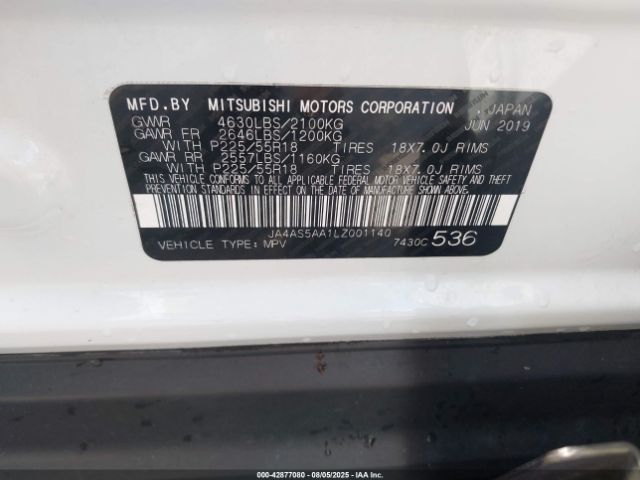 MFD.BY MITSUBISHI MOTORS CORPORATION , JAPAN
GVWR 4630LBS/2100KG JUN 2019
GAWR FR 2646LBS/1200KG
WITH P225/55R18 TIRES 18X7.0J RIMS
GAWR RR 2557LBS/1160KG
WITH P225/55R18 TIRES 18X7.0J RIMS
THIS VEHICLE CONFORMS TO ALL APPLICABLE FEDERAL MOTOR VEHICLE SAFETY, BUMPER, AND THEFT
PREVENTION STANDARDS IN EFFECT ON THE DATE OF MANUFACTURE SHOWN ABOVE.
JA4AS5AA1LZ001140
VEHICLE TYPE: MPV 7430C 536
000-42877080 - 08/05/2025 - IAAI.COM